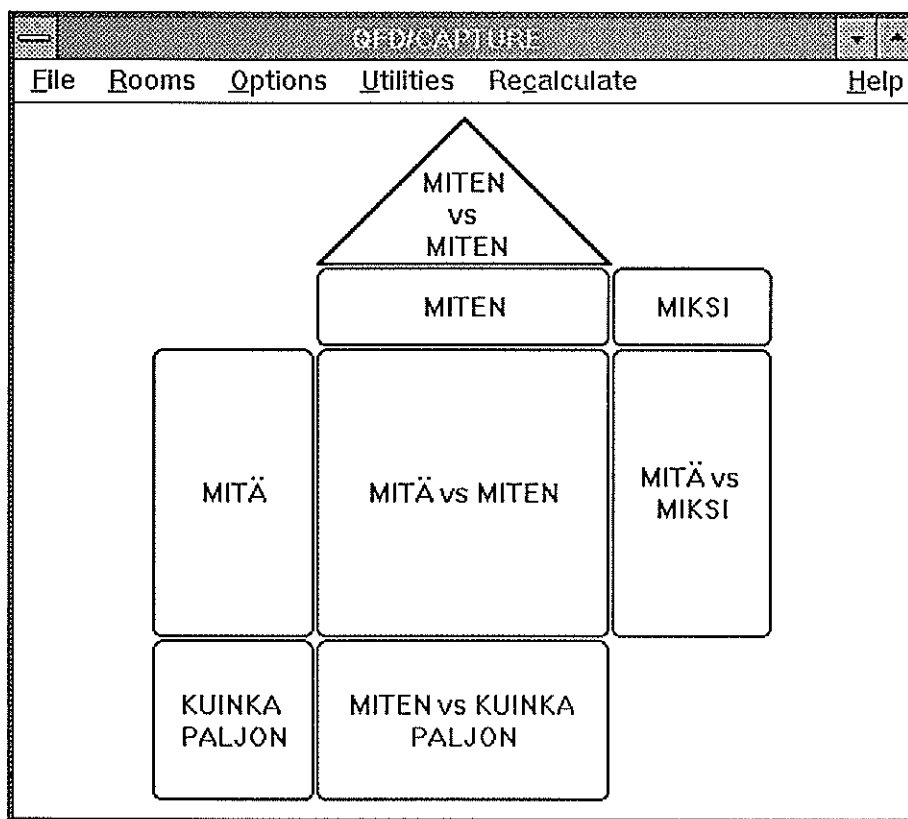 QFD/CAPTURE
File Rooms Options Utilities Recalculate Help
MITEN
vs
MITEN
MITEN
MIKSI
MITÄ
MITÄ vs MITEN
MITÄ vs
MIKSI
KUINKA
PALJON
MITEN vs KUINKA
PALJON